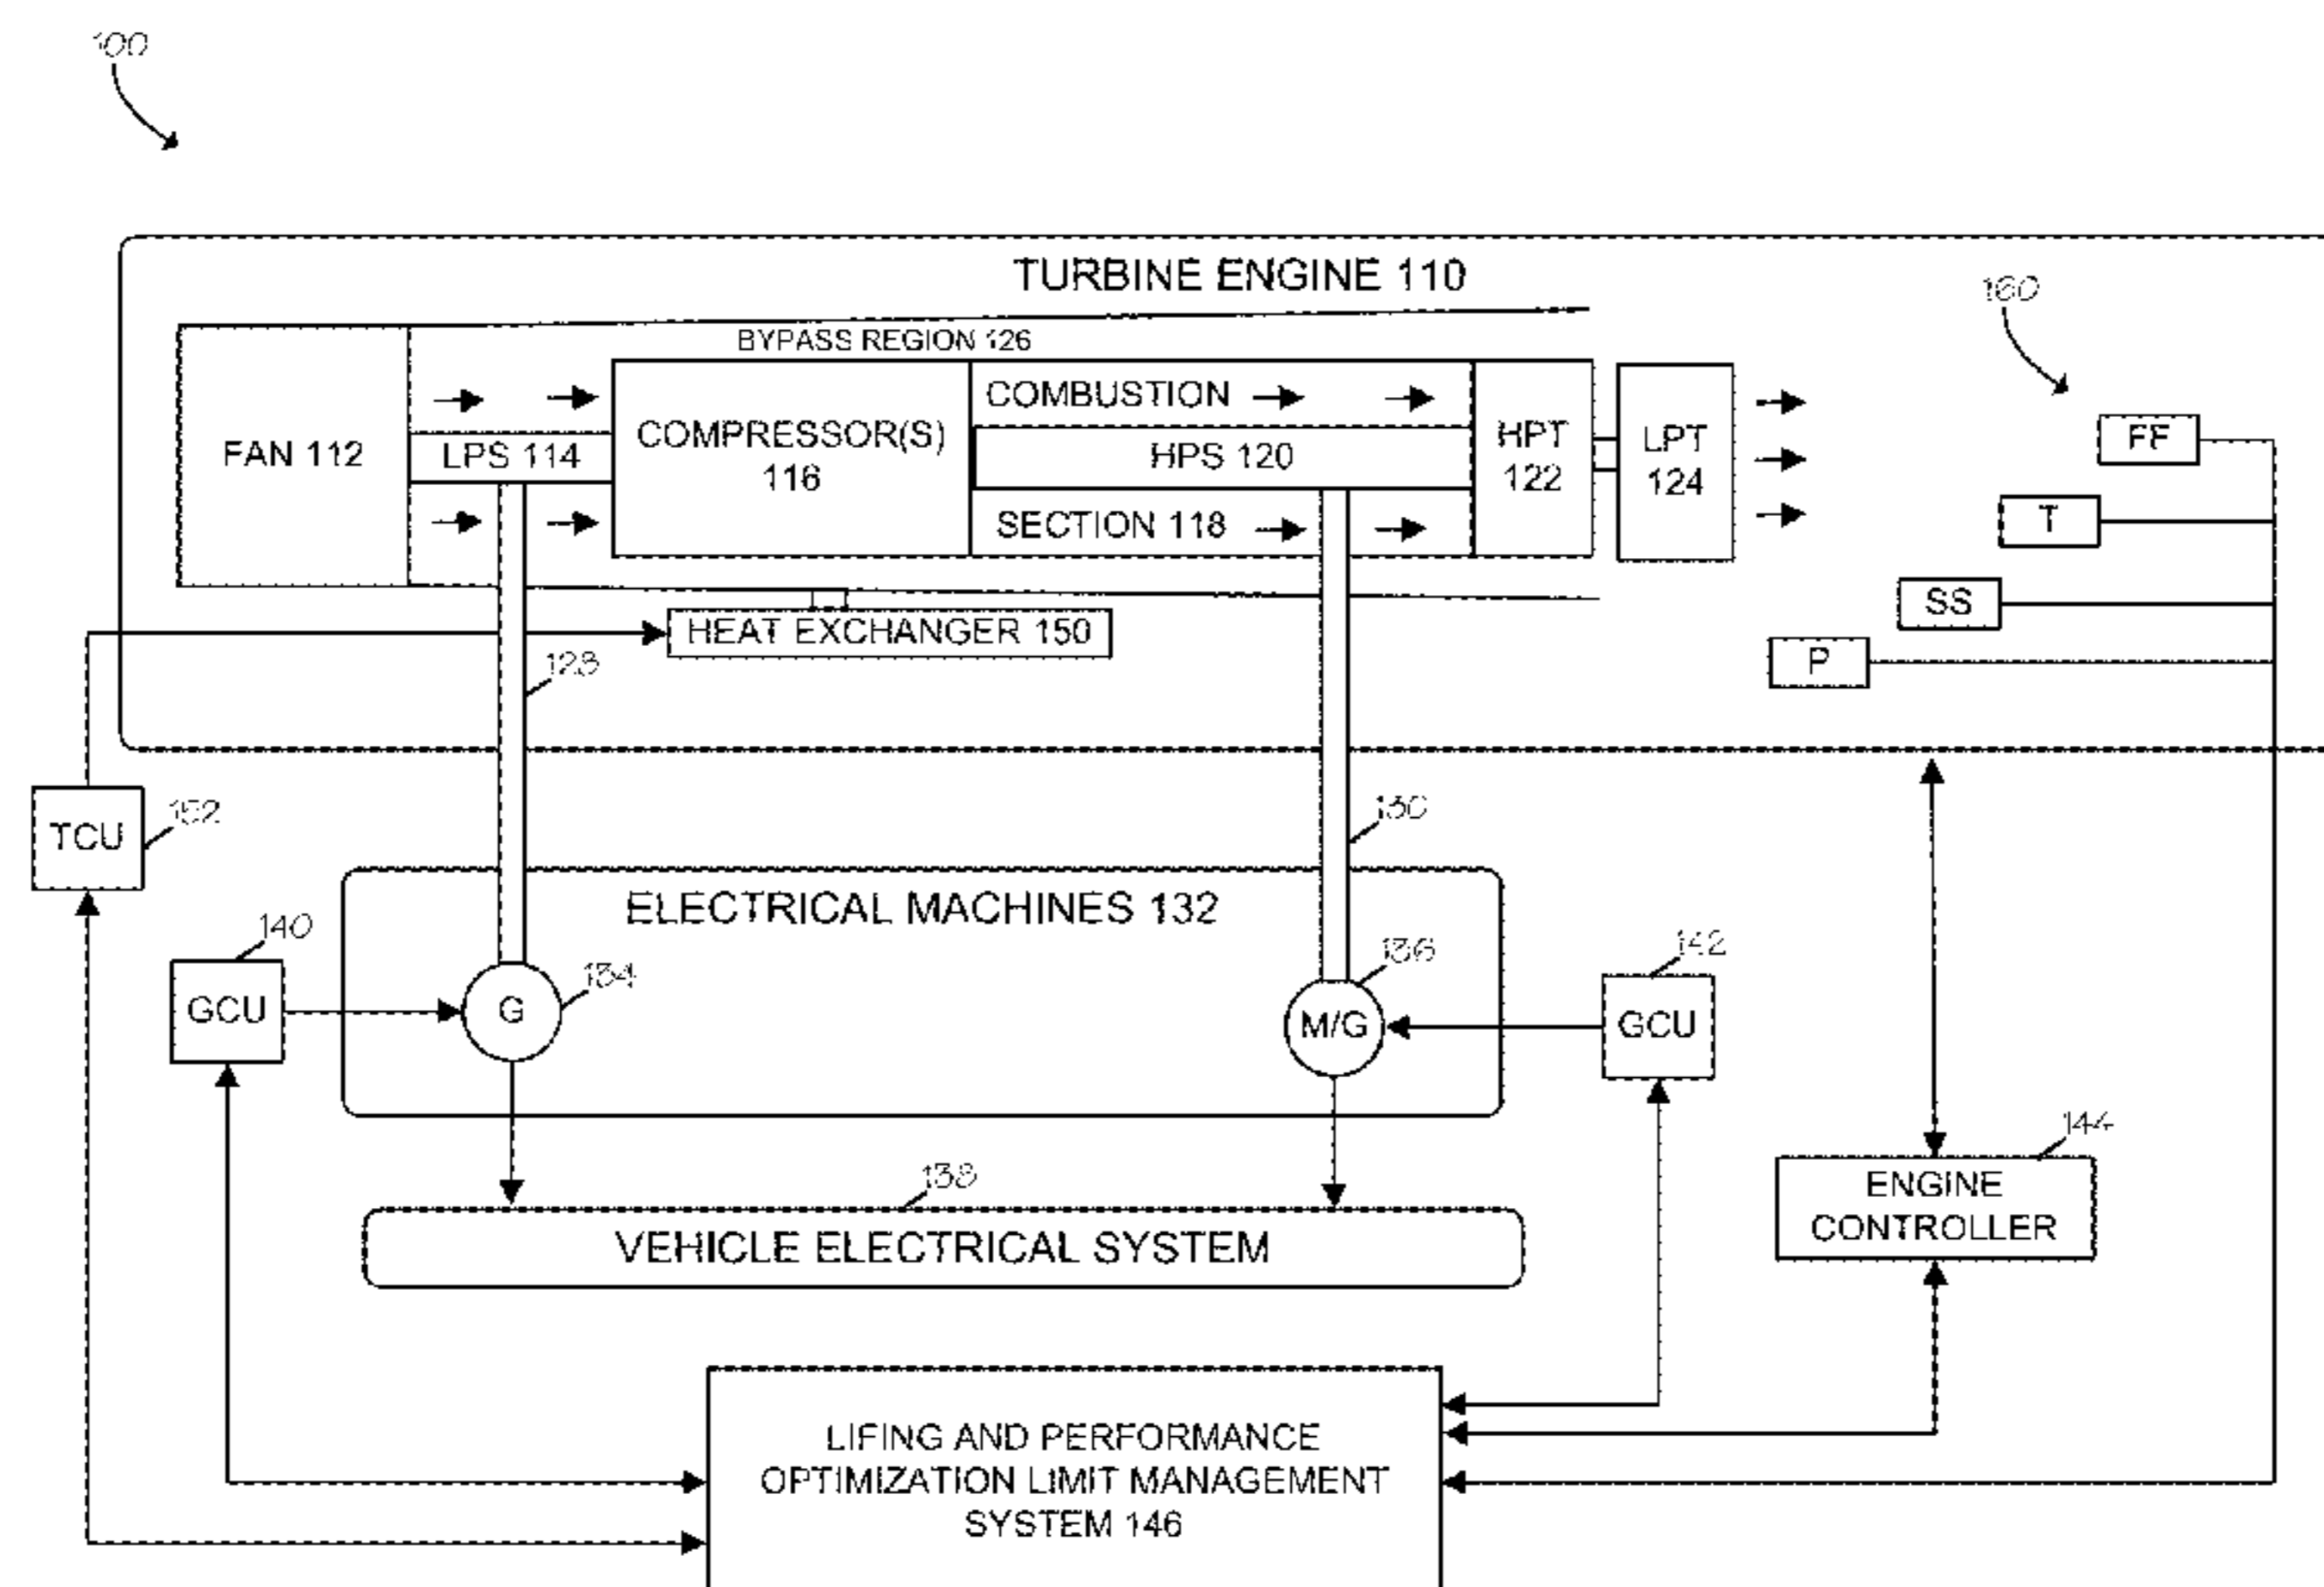 100
TURBINE ENGINE 110
160
BYPASS REGION 126
FAN 112
LPS 114
COMPRESSOR(S)
116
COMBUSTION
HPS 120
SECTION 118
HPT
122
LPT
124
FF
T
SS
P
HEAT EXCHANGER 150
128
TCU
152
130
ELECTRICAL MACHINES 132
140
GCU
G
134
M/G
136
142
GCU
144
ENGINE
CONTROLLER
138
VEHICLE ELECTRICAL SYSTEM
LIFING AND PERFORMANCE
OPTIMIZATION LIMIT MANAGEMENT
SYSTEM 146